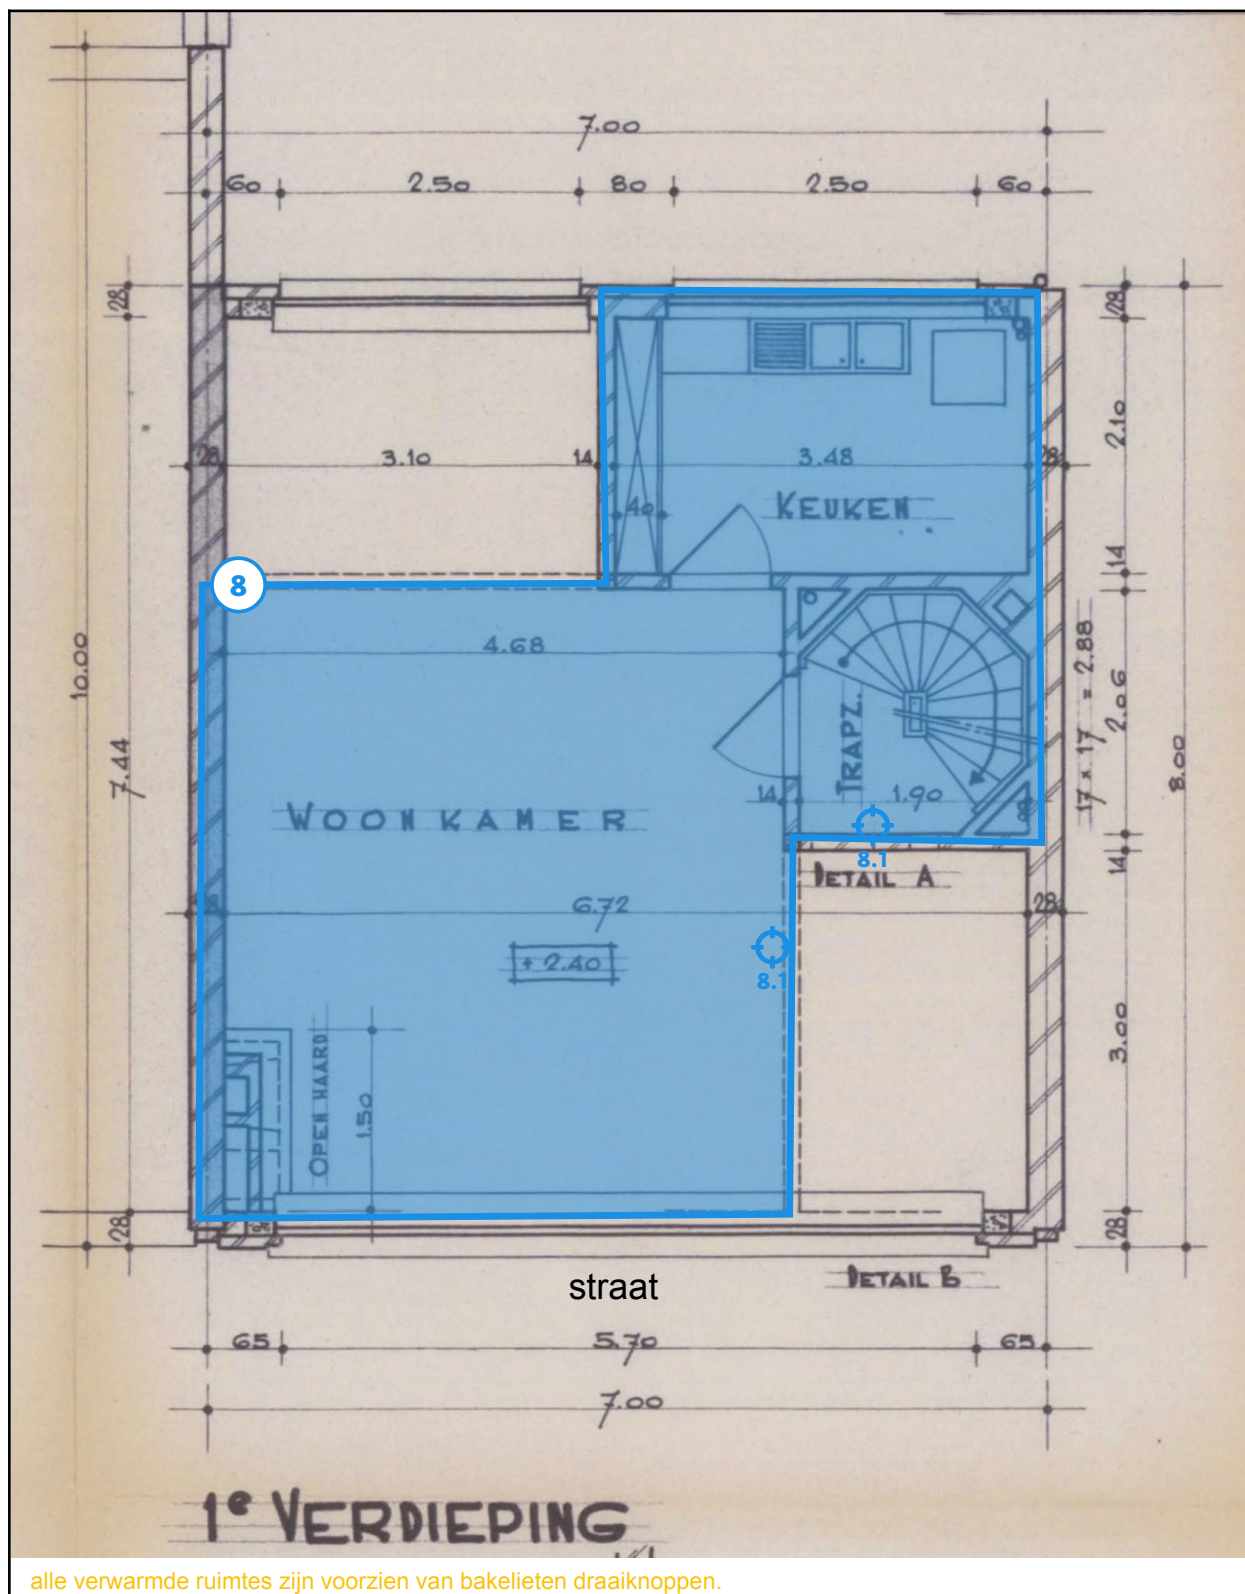 7.00
60 2.50 80 2.50 60
28 28
2.10
28 3.10 14 3.48 28
40 KEUKEN
14
8
4.68
10.00
17 x 17 = 2.88
2.06
7.44
TRAPZ.
8.00
14 1.90
WOONKAMER
8.1
14
DETAIL A
6.72 28
+ 2.40
8.1
OPEN HAARD
1.50
3.00
28 28
straat
DETAIL B
65 5.70 65
7.00
1e VERDIEPING
alle verwarmde ruimtes zijn voorzien van bakelieten draaiknoppen.